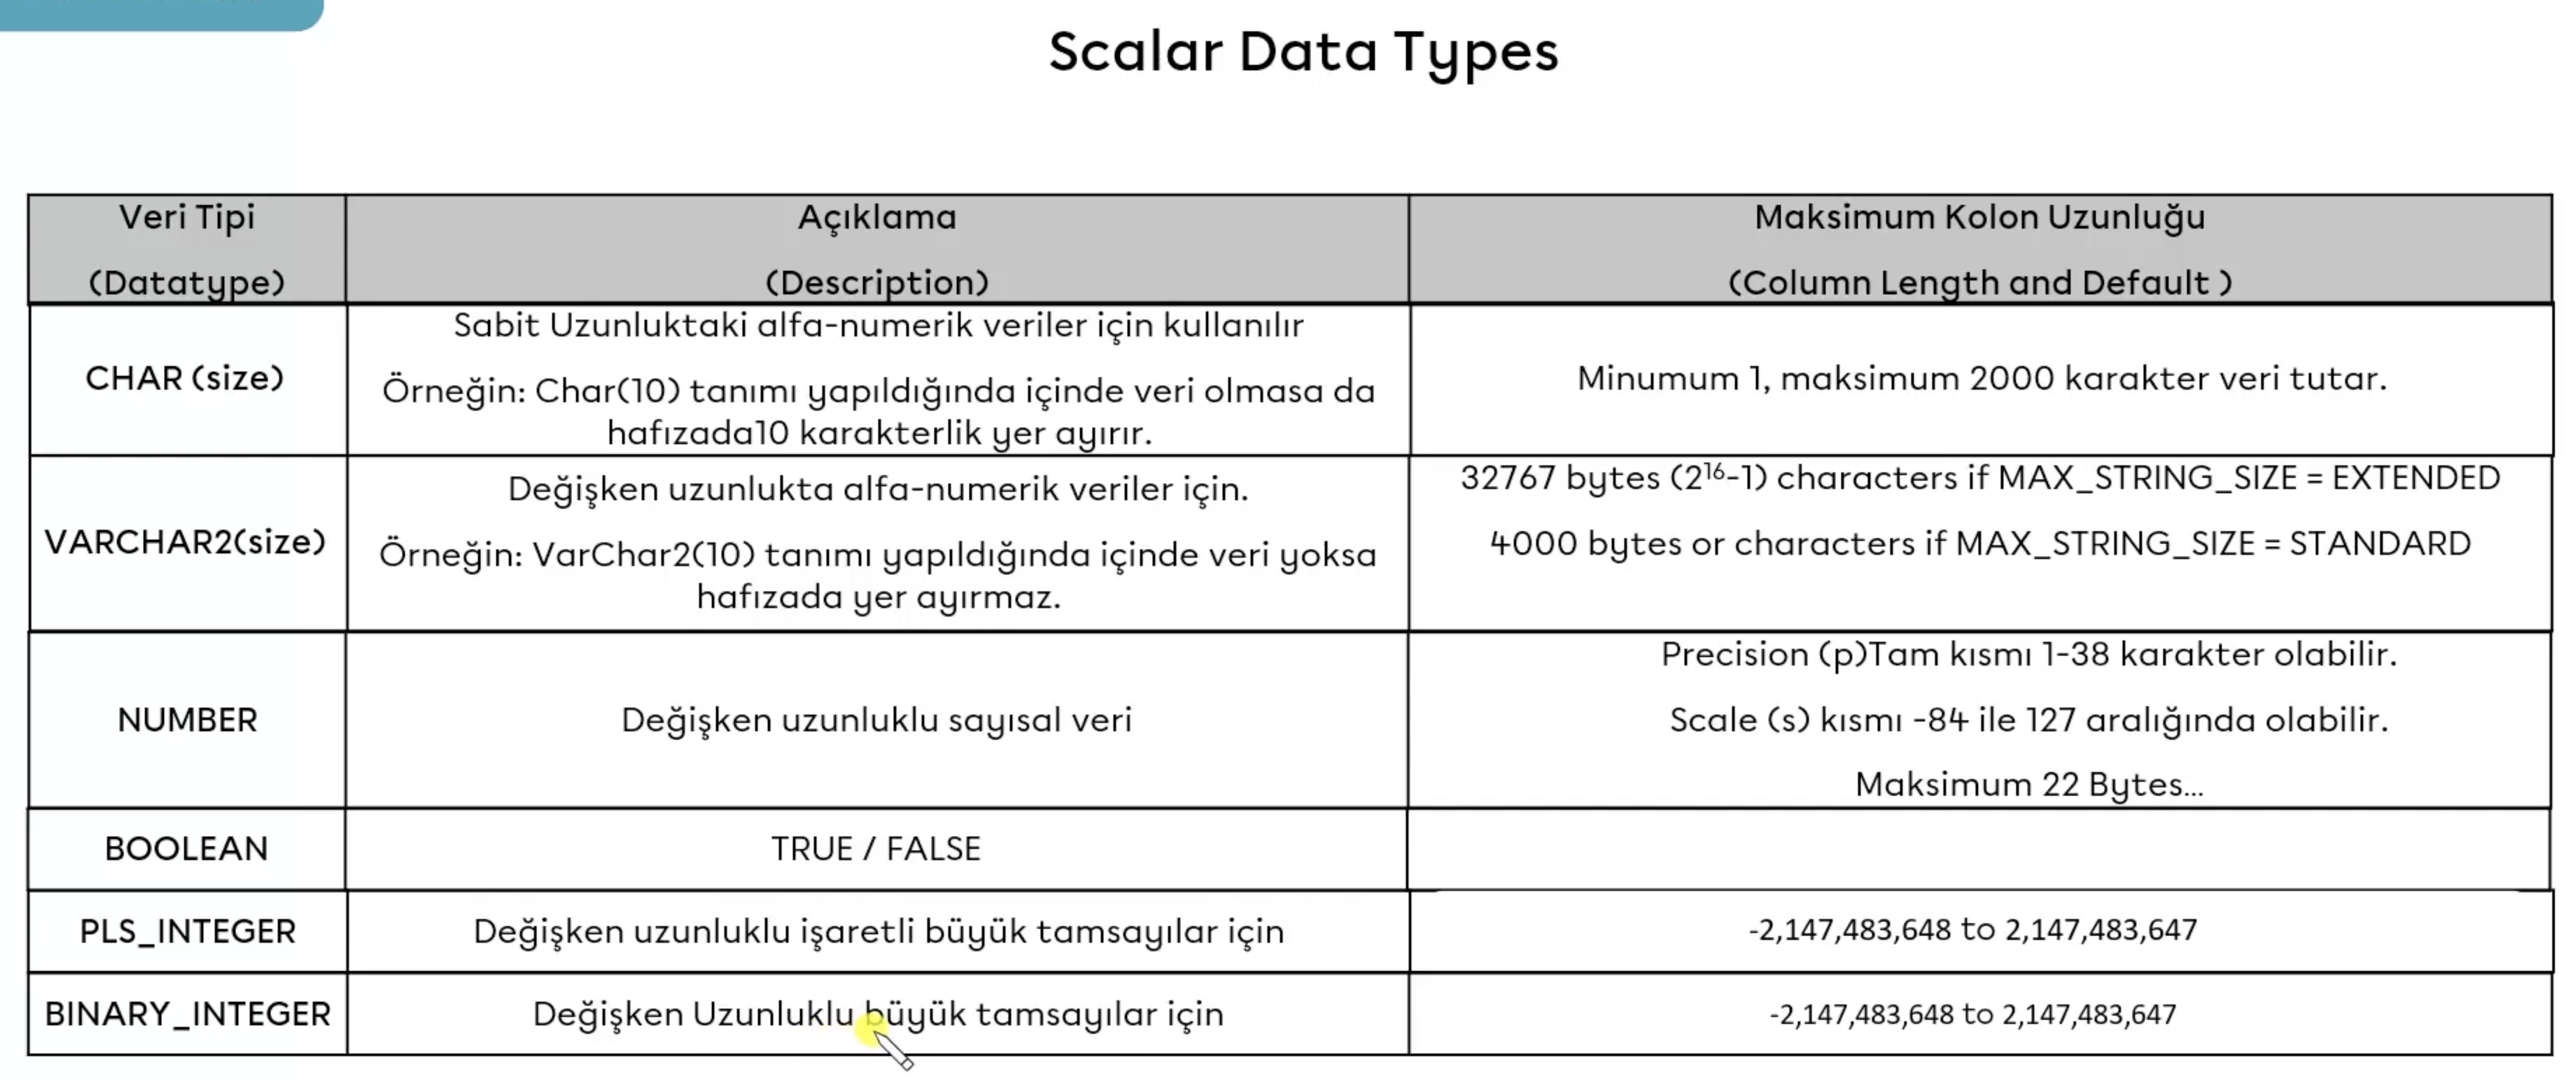 Scalar Data Types
Veri Tipi
(Datatype)
Açıklama
(Description)
Maksimum Kolon Uzunluğu
(Column Length and Default )
CHAR (size)
Sabit Uzunluktaki alfa-numerik veriler için kullanılır
Örneğin: Char(10) tanımı yapıldığında içinde veri olmasa da
hafızada10 karakterlik yer ayırır.
Minumum 1, maksimum 2000 karakter veri tutar.
VARCHAR2(size)
Değişken uzunlukta alfa-numerik veriler için.
Örneğin: VarChar2(10) tanımı yapıldığında içinde veri yoksa
hafızada yer ayırmaz.
32767 bytes (2¹⁶-1) characters if MAX_STRING_SIZE = EXTENDED
4000 bytes or characters if MAX_STRING_SIZE = STANDARD
NUMBER
Değişken uzunluklu sayısal veri
Precision (p)Tam kısmı 1-38 karakter olabilir.
Scale (s) kısmı -84 ile 127 aralığında olabilir.
Maksimum 22 Bytes...
BOOLEAN
TRUE / FALSE
PLS_INTEGER
Değişken uzunluklu işaretli büyük tamsayılar için
-2,147,483,648 to 2,147,483,647
BINARY_INTEGER
Değişken Uzunluklu büyük tamsayılar için
-2,147,483,648 to 2,147,483,647